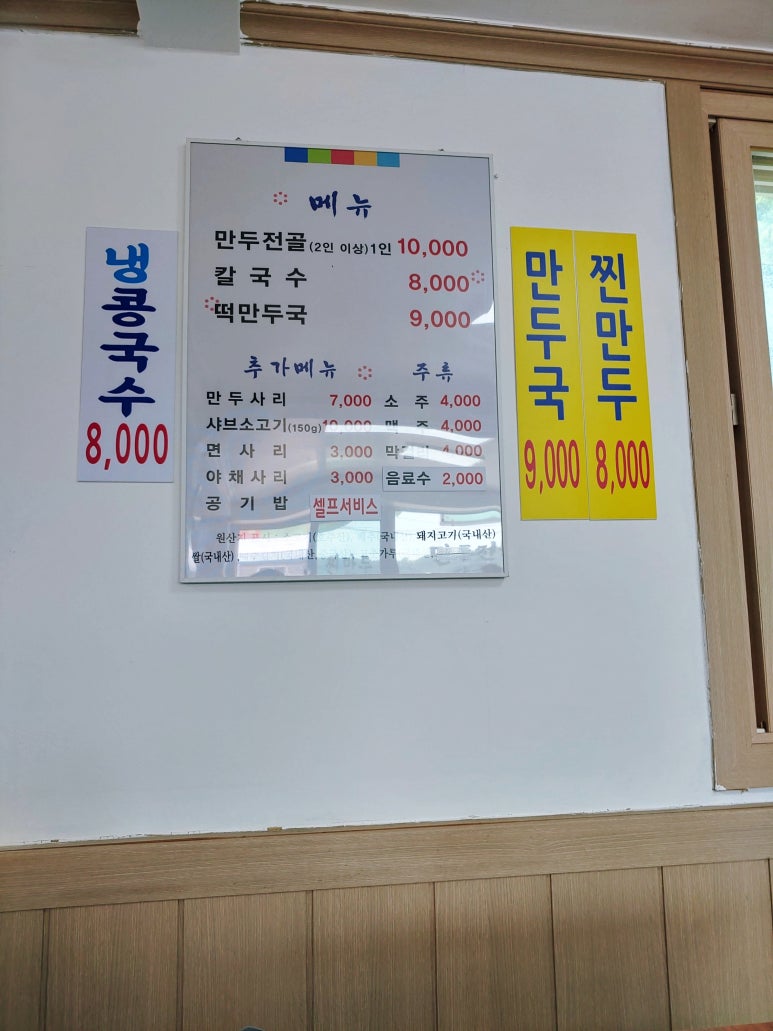 냉콩국수
8,000
메뉴
만두전골(2인 이상)1인 10,000
칼국수 8,000
떡만두국 9,000
추가메뉴
만두사리 7,000
샤브소고기(150g) 10,000
면사리 3,000
야채사리 3,000
공기밥 셀프서비스
주류
소주 4,000
맥주 4,000
막걸리 4,000
음료수 2,000
돼지고기(국내산)
쌀(국내산)
만두국
9,000
찐만두
8,000